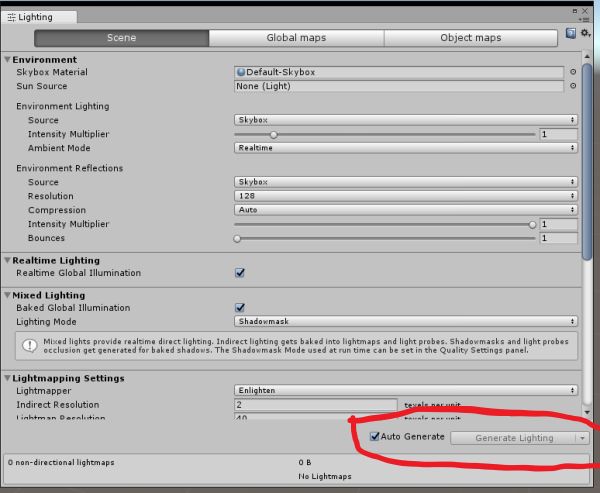 Lighting
Scene Global maps Object maps
Environment
Skybox Material Default-Skybox
Sun Source None (Light)
Environment Lighting
Source Skybox
Intensity Multiplier 1
Ambient Mode Realtime
Environment Reflections
Source Skybox
Resolution 128
Compression Auto
Intensity Multiplier 1
Bounces 1
Realtime Lighting
Realtime Global Illumination
Mixed Lighting
Baked Global Illumination
Lighting Mode Shadowmask
Mixed lights provide realtime direct lighting. Indirect lighting gets baked into lightmaps and light probes. Shadowmasks and light probes
occlusion get generated for baked shadows. The Shadowmask Mode used at run time can be set in the Quality Settings panel.
Lightmapping Settings
Lightmapper Enlighten
Indirect Resolution 2 texels per unit
Lightmap Resolution 40 texels per unit
Auto Generate Generate Lighting
0 non-directional lightmaps 0 B
No Lightmaps